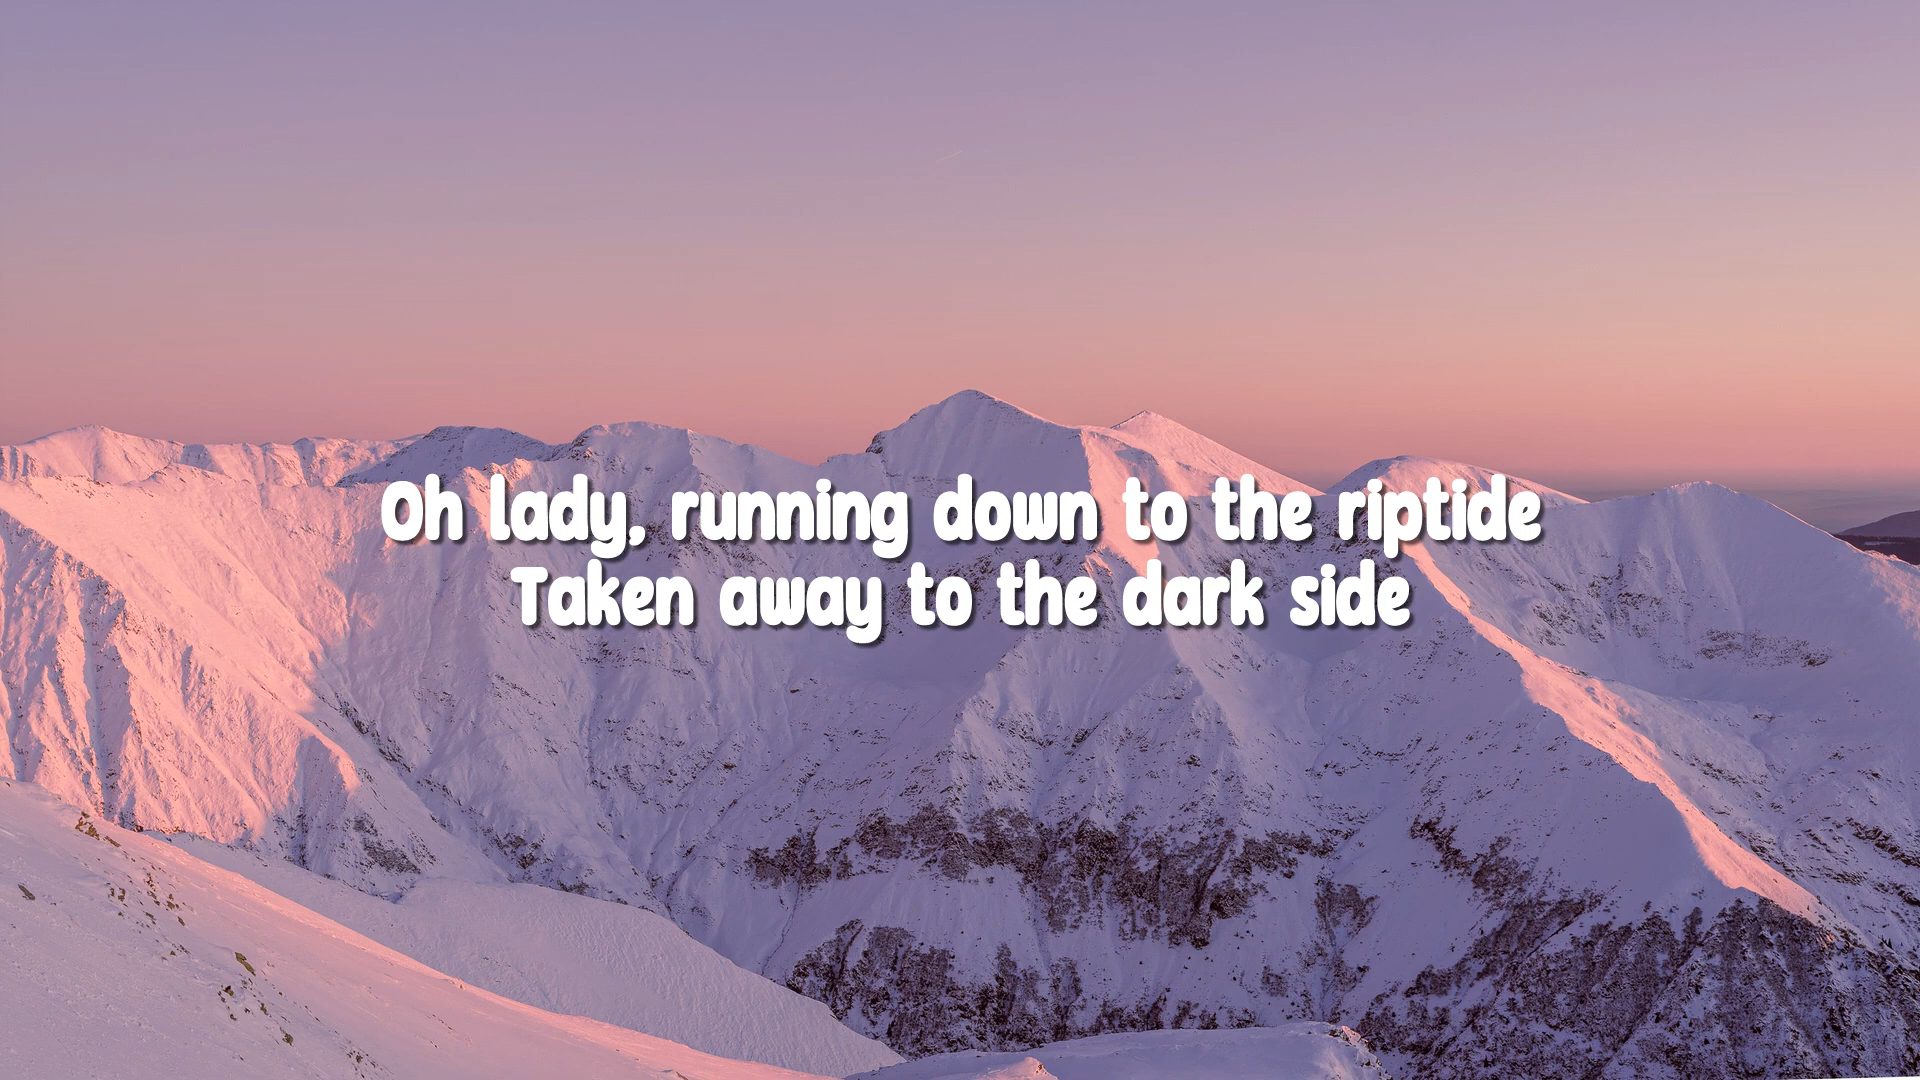 Oh lady, running down to the riptide
Taken away to the dark side